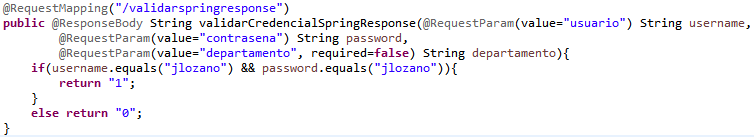 @RequestMapping("/validarspringresponse")
public @ResponseBody String validarCredencialSpringResponse(@RequestParam(value="usuario") String username,
        @RequestParam(value="contrasena") String password,
        @RequestParam(value="departamento", required=false) String departamento){
    if(username.equals("jlozano") && password.equals("jlozano")){
        return "1";
    }
    else return "0";
}